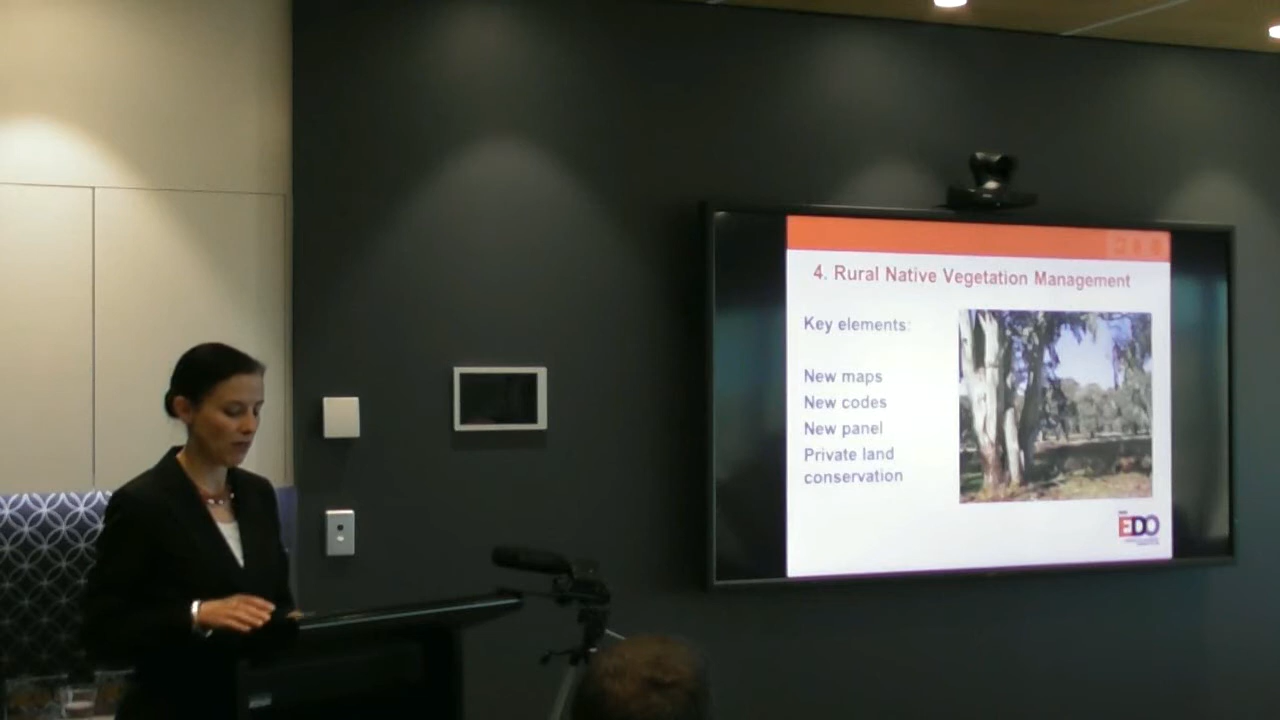 4. Rural Native Vegetation Management
Key elements:
New maps
New codes
New panel
Private land
conservation
EDO